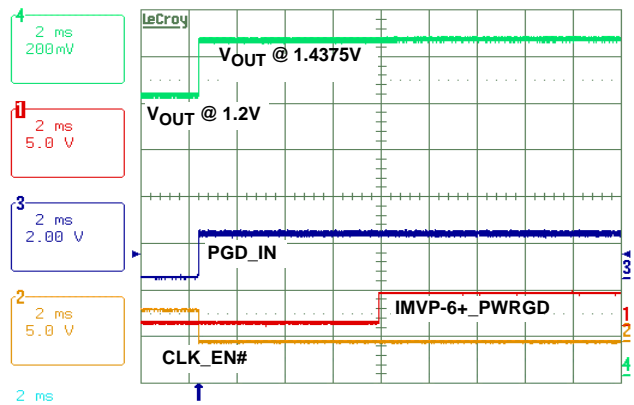 4
2 ms
200mV
1
2 ms
5.0 V
3
2 ms
2.00 V
2
2 ms
5.0 V
2 ms
LeCroy
VOUT @ 1.4375V
VOUT @ 1.2V
PGD_IN
IMVP-6+_PWRGD
CLK_EN#
3
1
2
4